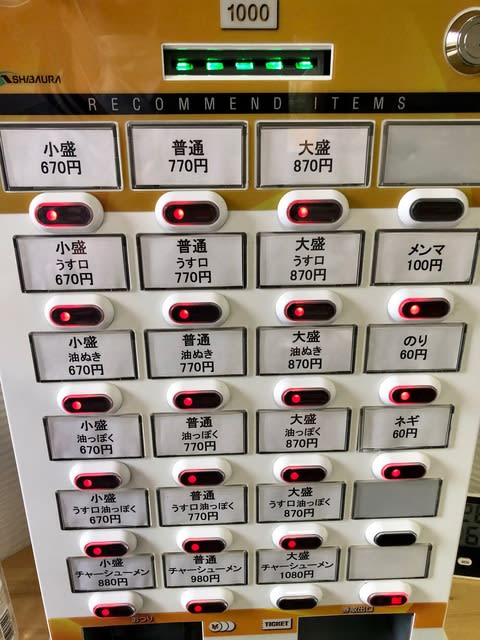 1000
SHIBAURA
RECOMMEND ITEMS
小盛
670円
普通
770円
大盛
870円
小盛
うす口
670円
普通
うす口
770円
大盛
うす口
870円
メンマ
100円
小盛
油ぬき
670円
普通
油ぬき
770円
大盛
油ぬき
870円
のり
60円
小盛
油っぽく
670円
普通
油っぽく
770円
大盛
油っぽく
870円
ネギ
60円
小盛
うす口油っぽく
670円
普通
うす口油っぽく
770円
大盛
うす口油っぽく
870円
小盛
チャーシューメン
880円
普通
チャーシューメン
980円
大盛
チャーシューメン
1080円
おつり
¥
TICKET